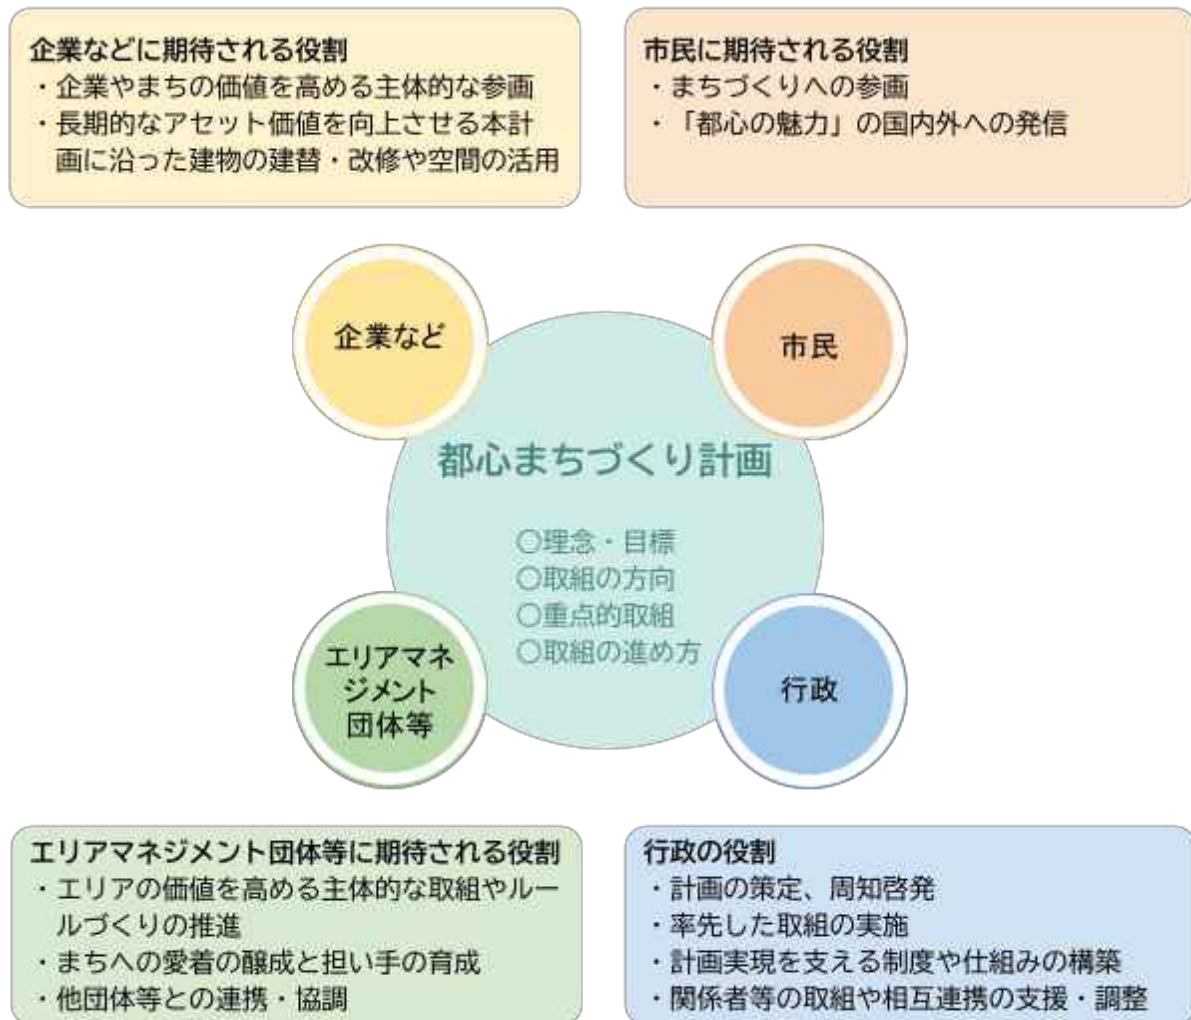 企業などに期待される役割
・企業やまちの価値を高める主体的な参画
・長期的なアセット価値を向上させる本計
画に沿った建物の建替・改修や空間の活用
市民に期待される役割
・まちづくりへの参画
・「都心の魅力」の国内外への発信
企業など
市民
都心まちづくり計画
〇理念・目標
〇取組の方向
〇重点的取組
〇取組の進め方
エリアマネ
ジメント
団体等
行政
エリアマネジメント団体等に期待される役割
・エリアの価値を高める主体的な取組やルー
ルづくりの推進
・まちへの愛着の醸成と担い手の育成
・他団体等との連携・協調
行政の役割
・計画の策定、周知啓発
・率先した取組の実施
・計画実現を支える制度や仕組みの構築
・関係者等の取組や相互連携の支援・調整